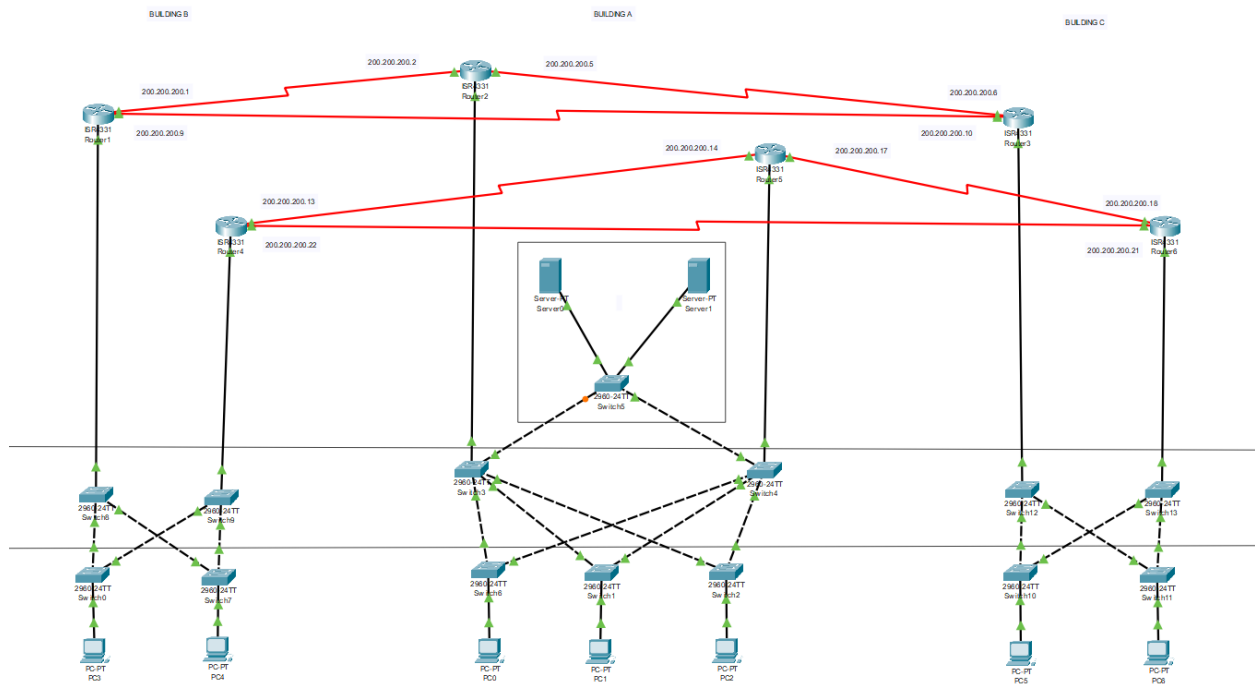 BUILDING B
BUILDING A
BUILDING C
200.200.200.2
200.200.200.5
200.200.200.1
200.200.200.6
ISR4331
Router2
ISR4331
Router1
200.200.200.9
200.200.200.10
ISR4331
Router3
200.200.200.14
200.200.200.17
ISR4331
Router5
200.200.200.13
200.200.200.18
ISR4331
Router4
200.200.200.22
ISR4331
Router6
200.200.200.21
Server-PT
Server0
Server-PT
Server1
2960-24TT
Switch5
2960-24TT
Switch3
2960-24TT
Switch4
2960-24TT
Switch8
2960-24TT
Switch9
2960-24TT
Switch12
2960-24TT
Switch13
2960-24TT
Switch0
2960-24TT
Switch7
2960-24TT
Switch6
2960-24TT
Switch1
2960-24TT
Switch2
2960-24TT
Switch10
2960-24TT
Switch11
PC-PT
PC3
PC-PT
PC4
PC-PT
PC0
PC-PT
PC1
PC-PT
PC2
PC-PT
PC5
PC-PT
PC6